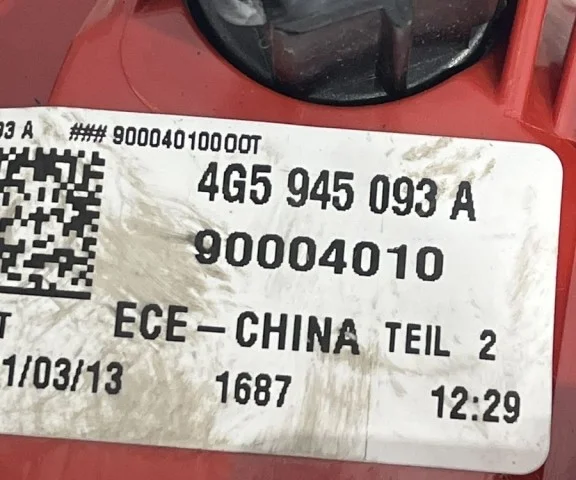 93 A ### 90004010000T
4G5 945 093 A
90004010
ECE – CHINA TEIL 2
T
1/03/13 1687 12:29